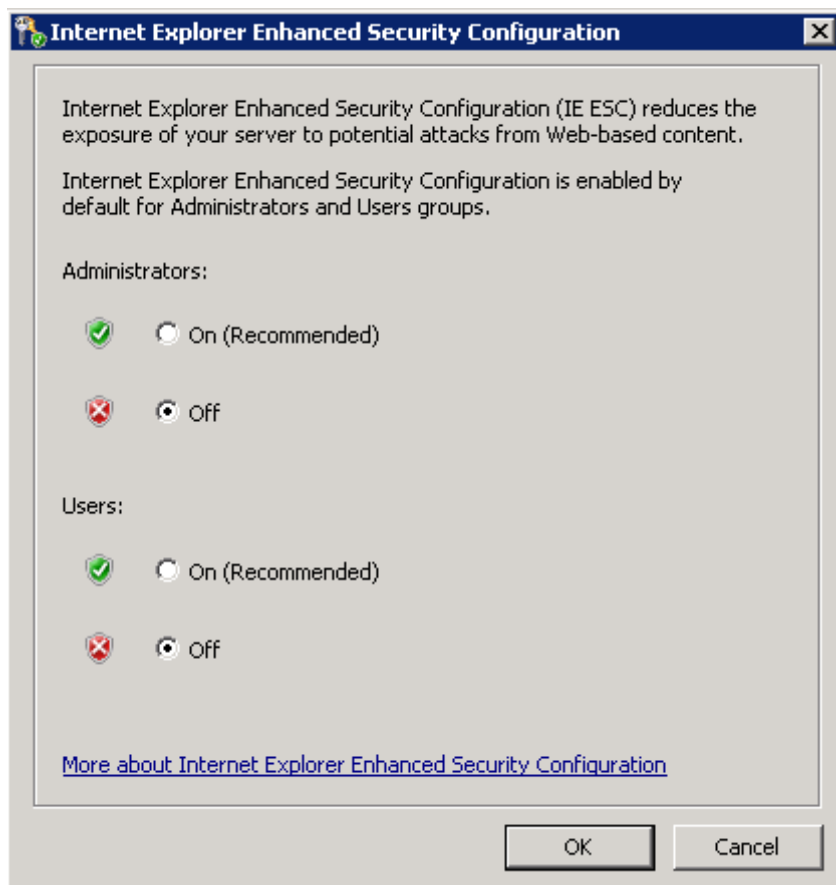 Internet Explorer Enhanced Security Configuration
Internet Explorer Enhanced Security Configuration (IE ESC) reduces the
exposure of your server to potential attacks from Web-based content.
Internet Explorer Enhanced Security Configuration is enabled by
default for Administrators and Users groups.
Administrators:
On (Recommended)
Off
Users:
On (Recommended)
Off
More about Internet Explorer Enhanced Security Configuration
OK
Cancel